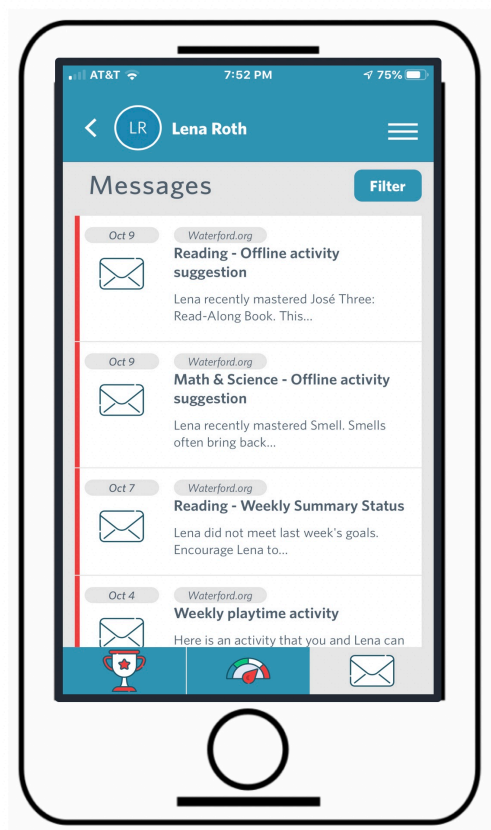 AT&T 7:52 PM 75%
LR Lena Roth
Messages Filter
Oct 9 Waterford.org
Reading - Offline activity
suggestion
Lena recently mastered José Three:
Read-Along Book. This...
Oct 9 Waterford.org
Math & Science - Offline activity
suggestion
Lena recently mastered Smell. Smells
often bring back...
Oct 7 Waterford.org
Reading - Weekly Summary Status
Lena did not meet last week's goals.
Encourage Lena to...
Oct 4 Waterford.org
Weekly playtime activity
Here is an activity that you and Lena can